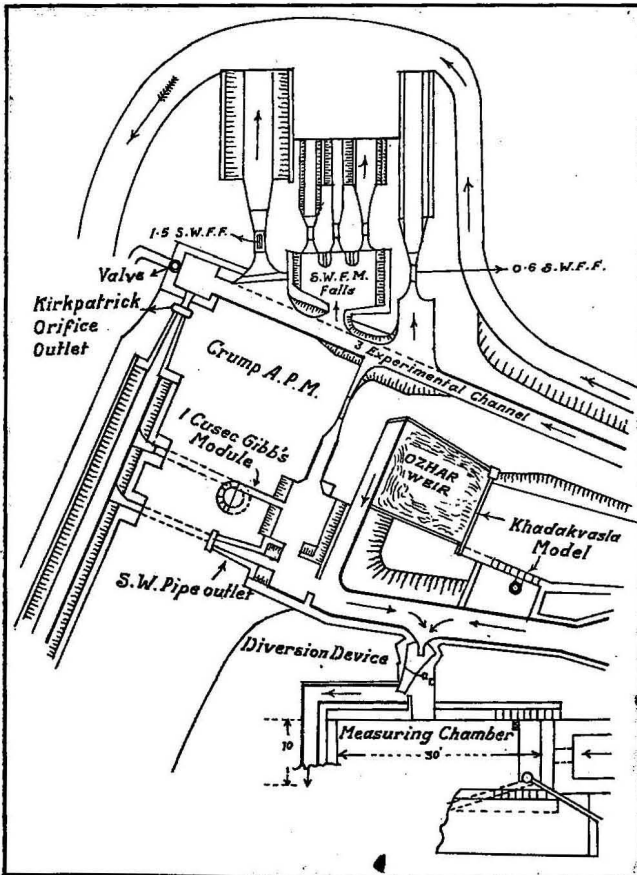 1.5 S.W.F.F.
Valve
Kirkpatrick
Orifice
Outlet
S.W.F.M.
Falls
0.6 S.W.F.F.
Crump A.P.M.
3 Experimental Channel
1 Cusec Gibb's
Module
OZHAR
WEIR
Khadakvasla
Model
S.W. Pipe outlet
Diversion Device
Measuring Chamber
10
30'